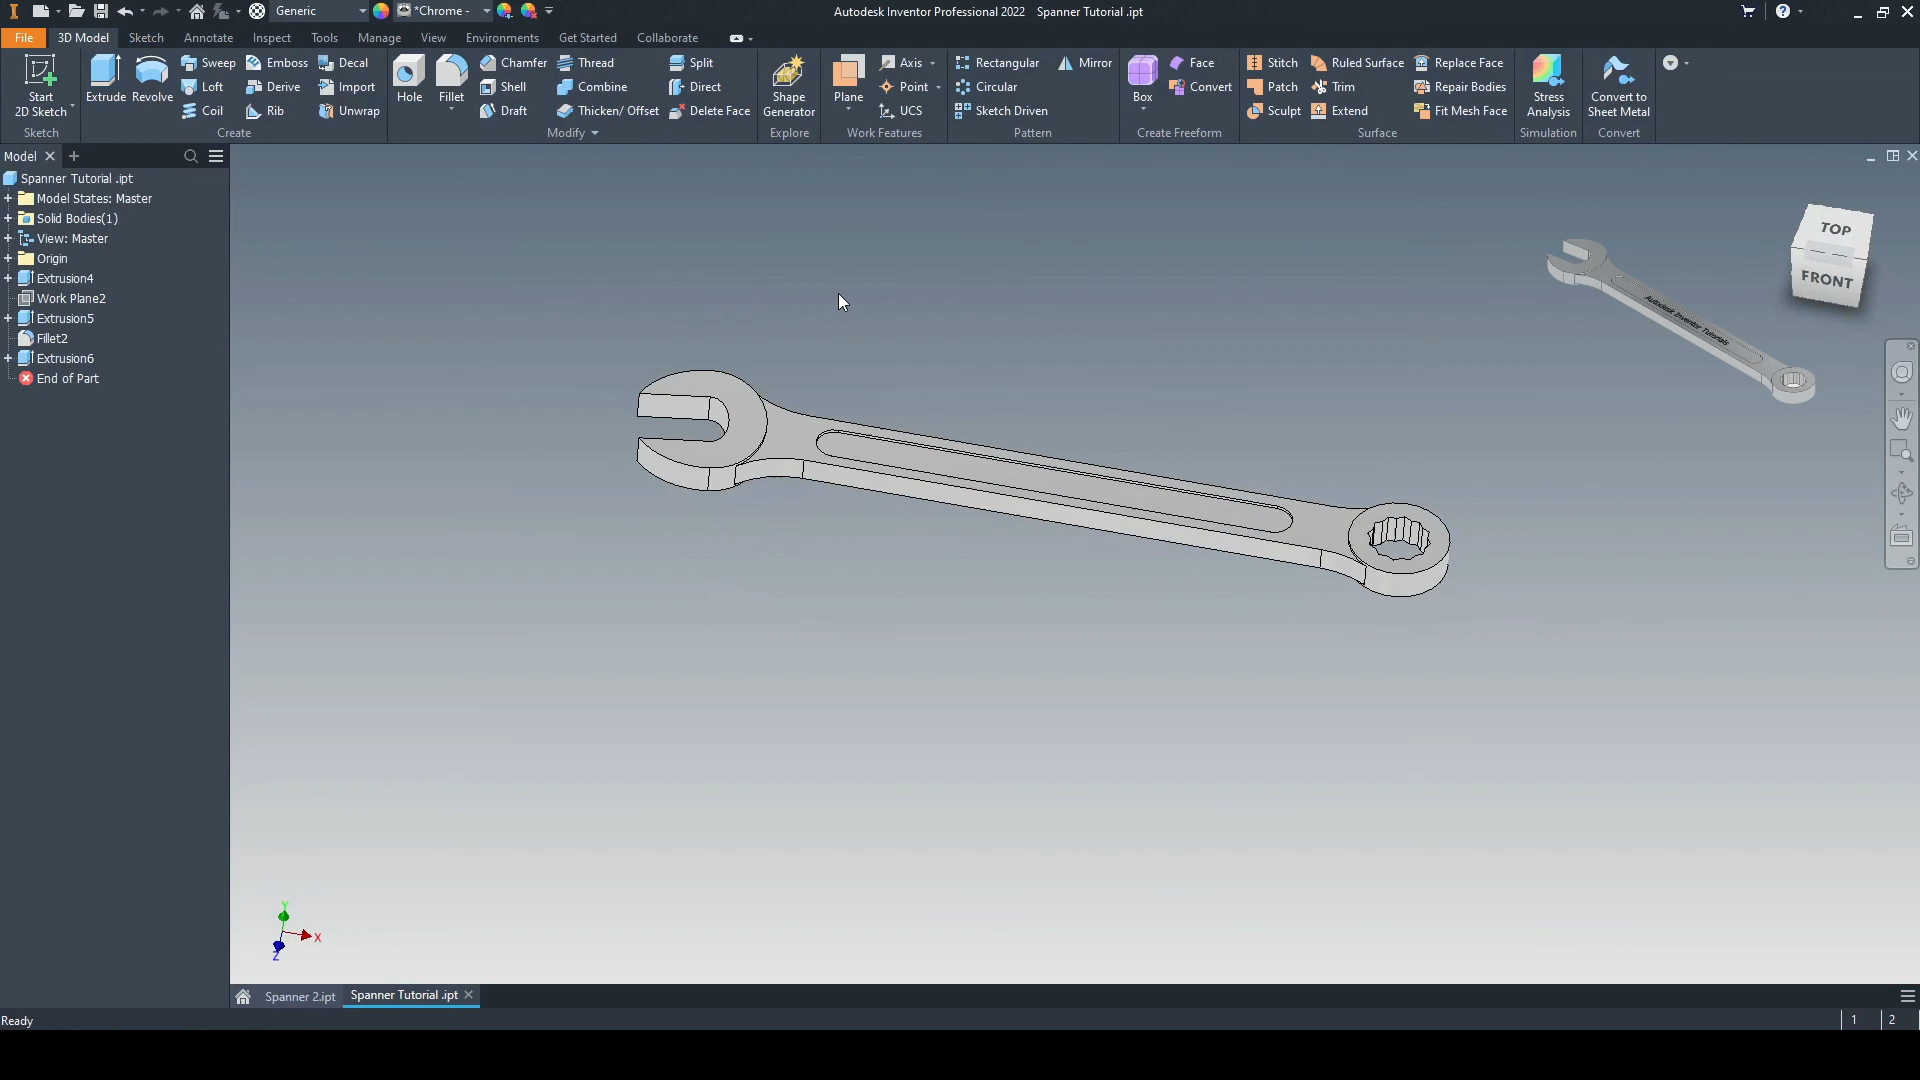 Generic
*Chrome -
Autodesk Inventor Professional 2022 Spanner Tutorial .ipt
File 3D Model Sketch Annotate Inspect Tools Manage View Environments Get Started Collaborate
Start
2D Sketch
Sketch
Extrude
Revolve
Sweep
Loft
Coil
Emboss
Derive
Rib
Decal
Import
Unwrap
Create
Hole
Fillet
Chamfer
Shell
Draft
Thread
Combine
Thicken/ Offset
Split
Direct
Delete Face
Modify
Shape
Generator
Explore
Plane
Axis
Point
UCS
Work Features
Rectangular
Circular
Sketch Driven
Mirror
Pattern
Box
Face
Convert
Create Freeform
Stitch
Patch
Sculpt
Ruled Surface
Trim
Extend
Replace Face
Repair Bodies
Fit Mesh Face
Surface
Stress
Analysis
Simulation
Convert to
Sheet Metal
Convert
Model
Spanner Tutorial .ipt
Model States: Master
Solid Bodies(1)
View: Master
Origin
Extrusion4
Work Plane2
Extrusion5
Fillet2
Extrusion6
End of Part
TOP
FRONT
Autodesk Inventor Tutorials
Y
X
Z
Spanner 2.ipt
Spanner Tutorial .ipt
Ready
1 2